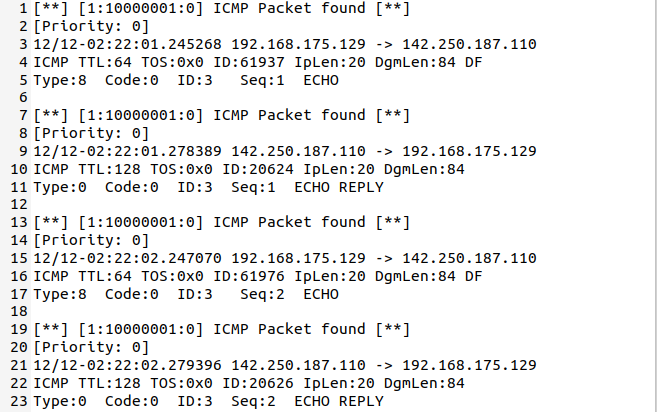 1 [**] [1:10000001:0] ICMP Packet found [**]
2 [Priority: 0]
3 12/12-02:22:01.245268 192.168.175.129 -> 142.250.187.110
4 ICMP TTL:64 TOS:0x0 ID:61937 IpLen:20 DgmLen:84 DF
5 Type:8  Code:0  ID:3   Seq:1  ECHO
6
7 [**] [1:10000001:0] ICMP Packet found [**]
8 [Priority: 0]
9 12/12-02:22:01.278389 142.250.187.110 -> 192.168.175.129
10 ICMP TTL:128 TOS:0x0 ID:20624 IpLen:20 DgmLen:84
11 Type:0  Code:0  ID:3  Seq:1  ECHO REPLY
12
13 [**] [1:10000001:0] ICMP Packet found [**]
14 [Priority: 0]
15 12/12-02:22:02.247070 192.168.175.129 -> 142.250.187.110
16 ICMP TTL:64 TOS:0x0 ID:61976 IpLen:20 DgmLen:84 DF
17 Type:8  Code:0  ID:3   Seq:2  ECHO
18
19 [**] [1:10000001:0] ICMP Packet found [**]
20 [Priority: 0]
21 12/12-02:22:02.279396 142.250.187.110 -> 192.168.175.129
22 ICMP TTL:128 TOS:0x0 ID:20626 IpLen:20 DgmLen:84
23 Type:0  Code:0  ID:3  Seq:2  ECHO REPLY